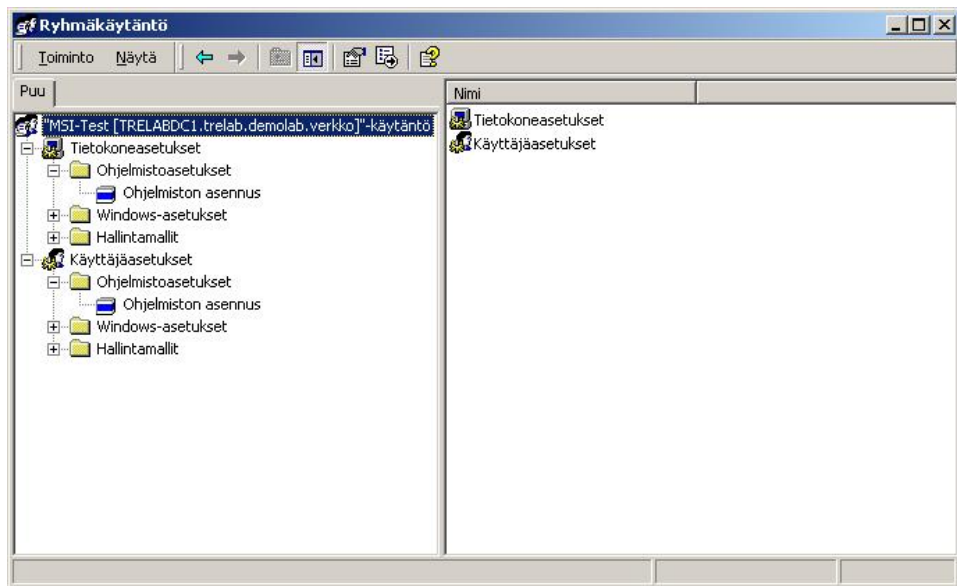 Ryhmäkäytäntö
Toiminto Näytä
Puu
"MSI-Test [TRELABDC1.trelab.demolab.verkko]"-käytäntö
Tietokoneasetukset
Ohjelmistoasetukset
Ohjelmiston asennus
Windows-asetukset
Hallintamallit
Käyttäjäasetukset
Ohjelmistoasetukset
Ohjelmiston asennus
Windows-asetukset
Hallintamallit
Nimi
Tietokoneasetukset
Käyttäjäasetukset